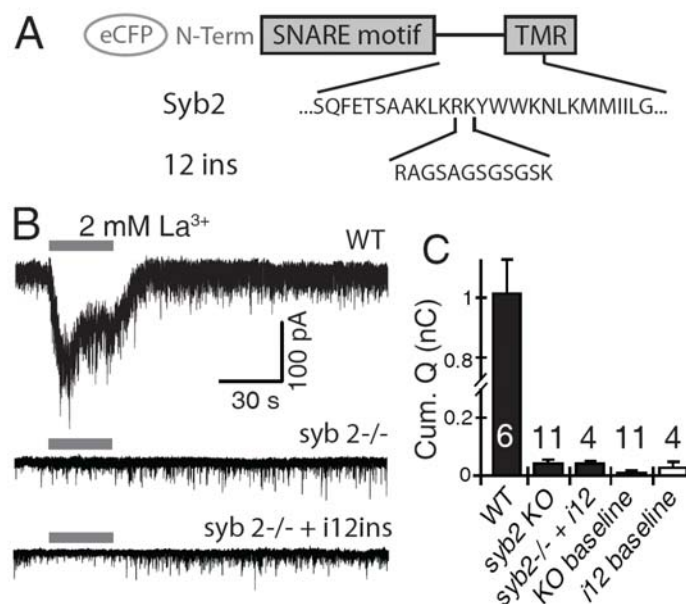 A
eCFP N-Term SNARE motif TMR
Syb2 ...SQFETSAAKLKRKYWWKNLKMMIILG...
12 ins RAGSAGSGSGSK
B
2 mM La³⁺
WT
100 pA
30 s
syb 2-/-
syb 2-/- + i12ins
C
Cum. Q (nC)
1
0.8
0.2
0
6
11
4
11
4
WT
syb2 KO
syb2-/- + i12
KO baseline
i12 baseline